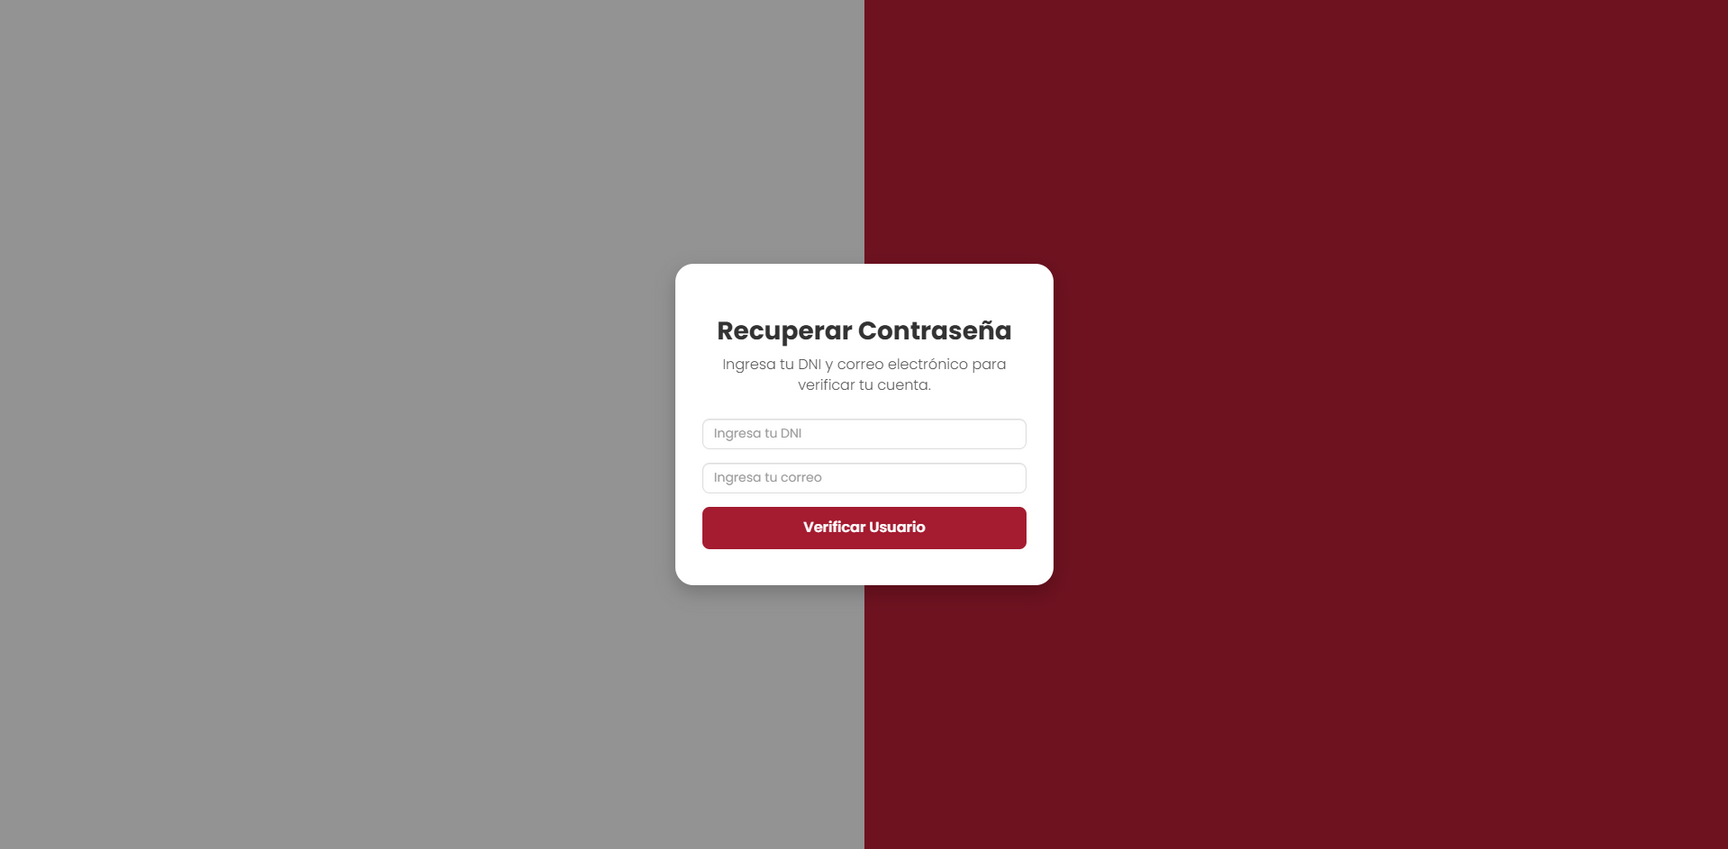 Recuperar Contraseña
Ingresa tu DNI y correo electrónico para
verificar tu cuenta.
Ingresa tu DNI
Ingresa tu correo
Verificar Usuario